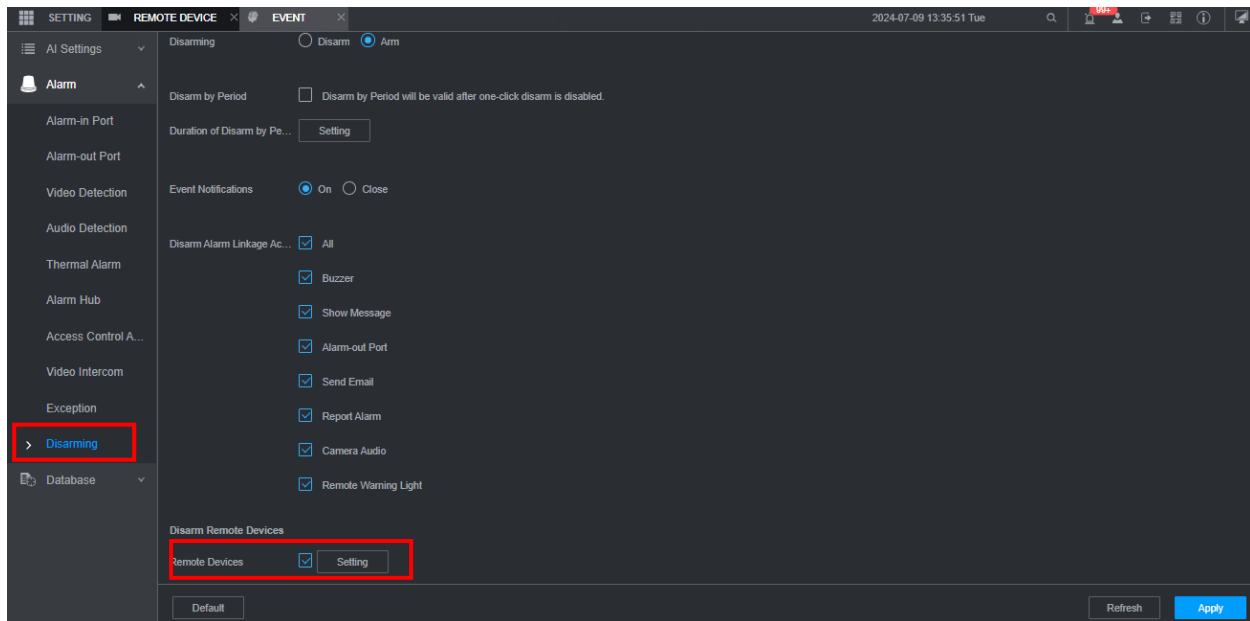 SETTING REMOTE DEVICE EVENT 2024-07-09 13:35:51 Tue 99+
AI Settings
Disarming Disarm Arm
Alarm
Disarm by Period Disarm by Period will be valid after one-click disarm is disabled.
Alarm-in Port
Duration of Disarm by Pe... Setting
Alarm-out Port
Video Detection
Event Notifications On Close
Audio Detection
Disarm Alarm Linkage Ac... All
Thermal Alarm
Buzzer
Alarm Hub
Show Message
Access Control A...
Alarm-out Port
Video Intercom
Send Email
Exception
Report Alarm
Disarming
Camera Audio
Database
Remote Warning Light
Disarm Remote Devices
Remote Devices Setting
Default Refresh Apply